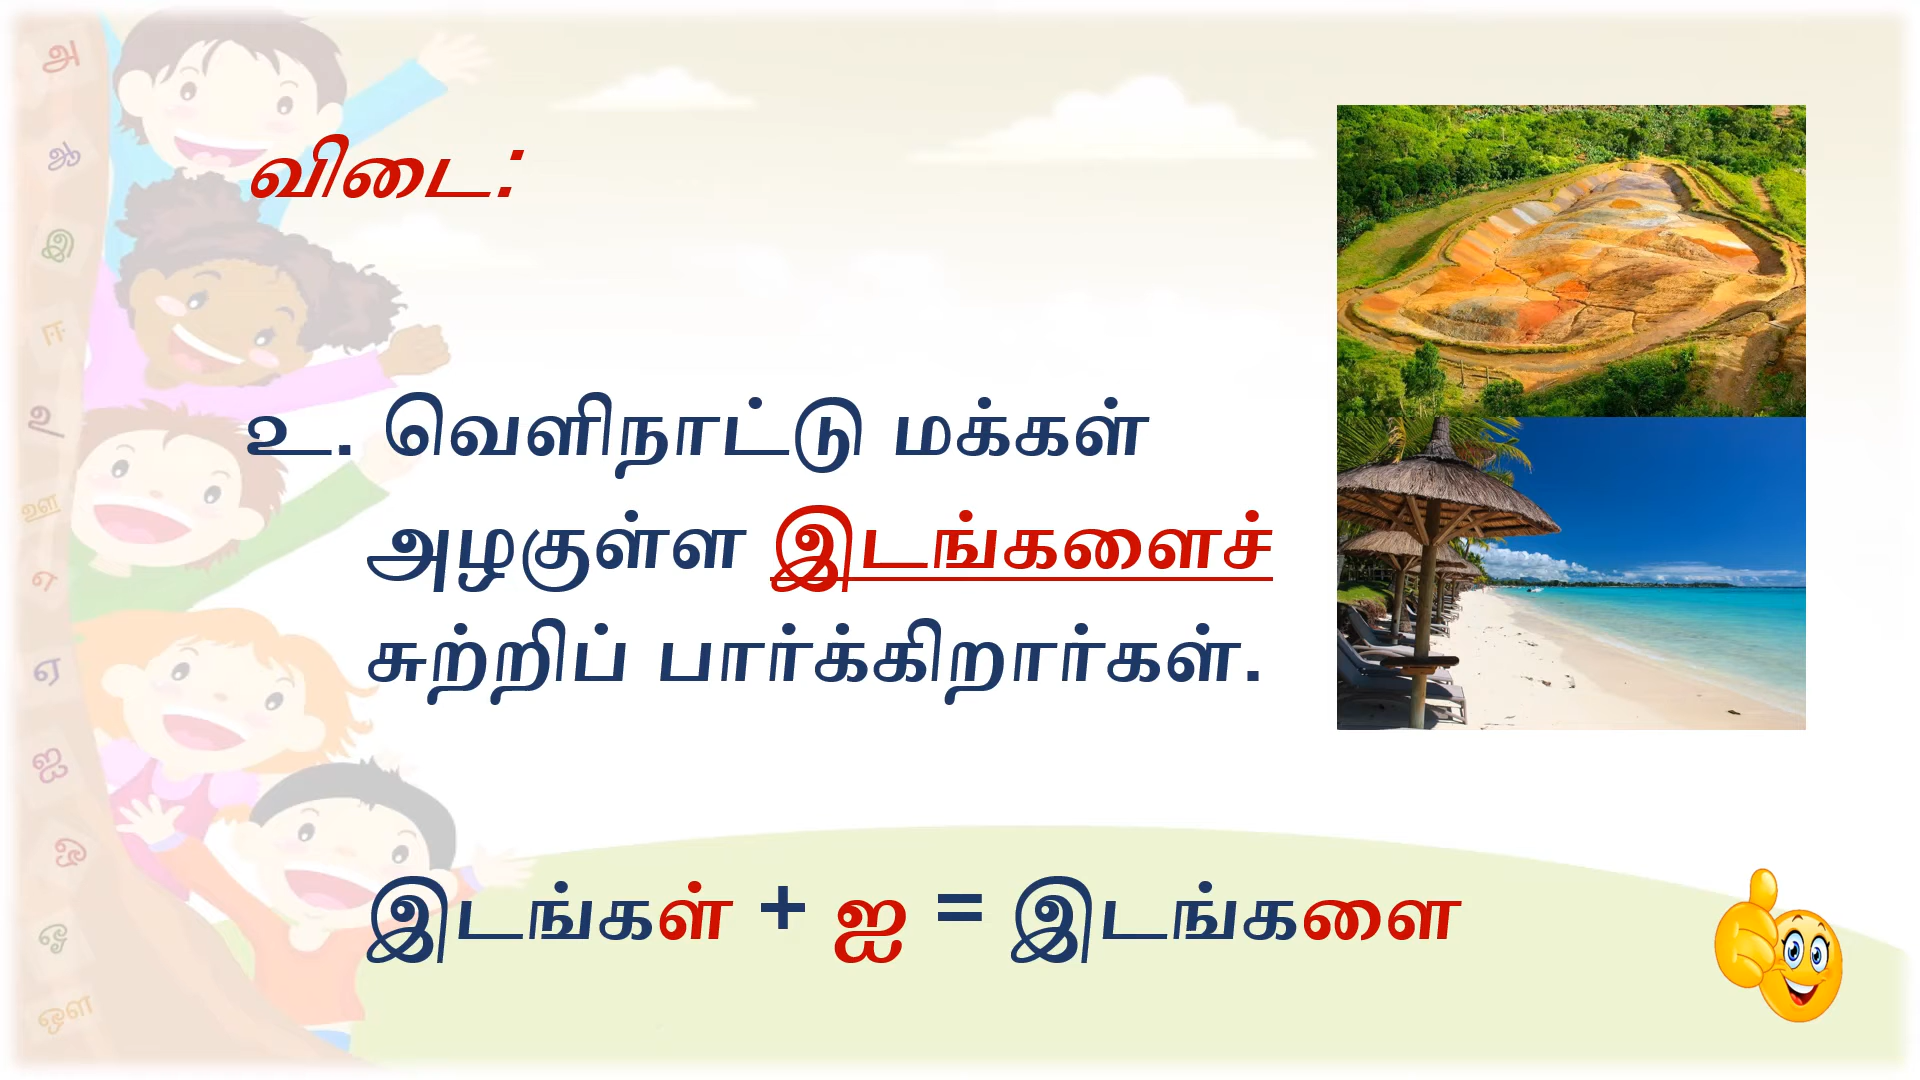 அ
ஆ
இ
ஈ
உ
ஊ
எ
ஏ
ஐ
ஒ
ஓ
ஔ
விடை:
உ. வெளிநாட்டு மக்கள்
அழகுள்ள இடங்களைச்
சுற்றிப் பார்க்கிறார்கள்.
இடங்கள் + ஐ = இடங்களை